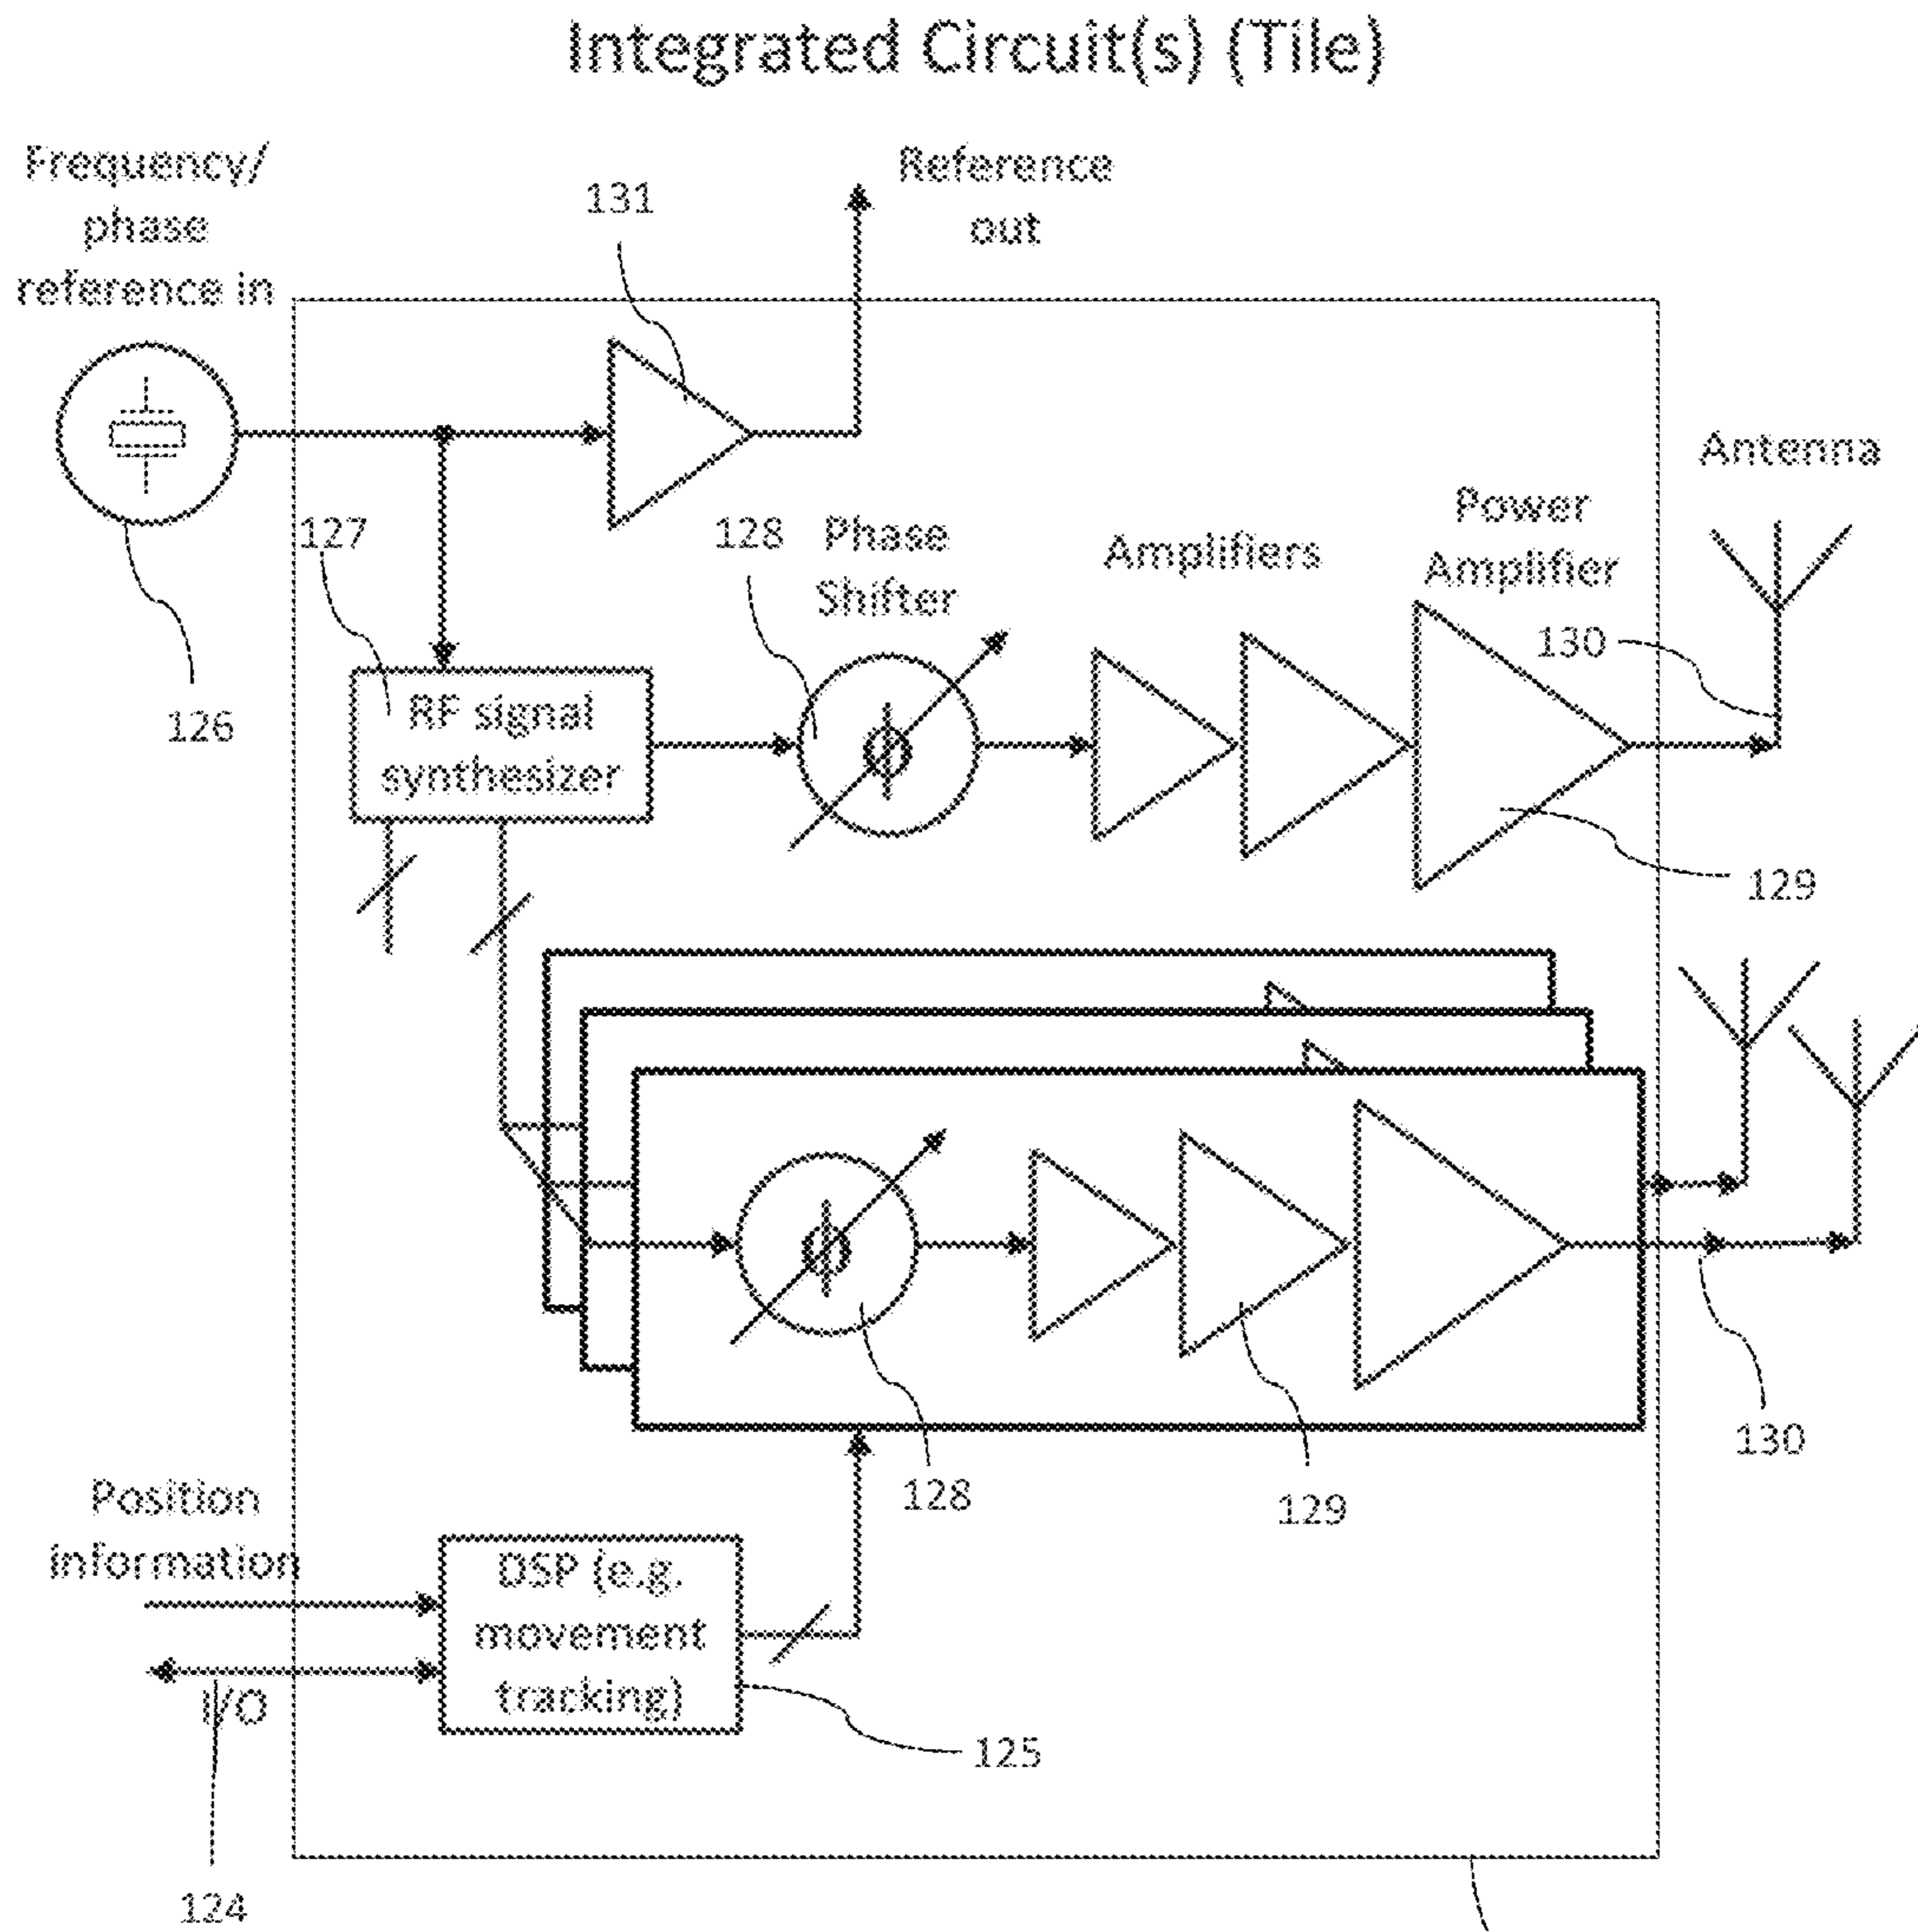 Integrated Circuit(s) (Tile)
Frequency/
phase
reference in
131
Reference
out
Antenna
127
128
Phase
Shifter
Amplifiers
Power
Amplifier
130
126
RF signal
synthesizer
ϕ
129
ϕ
130
128
129
Position
information
DSP (e.g.
movement
tracking)
I/O
125
124